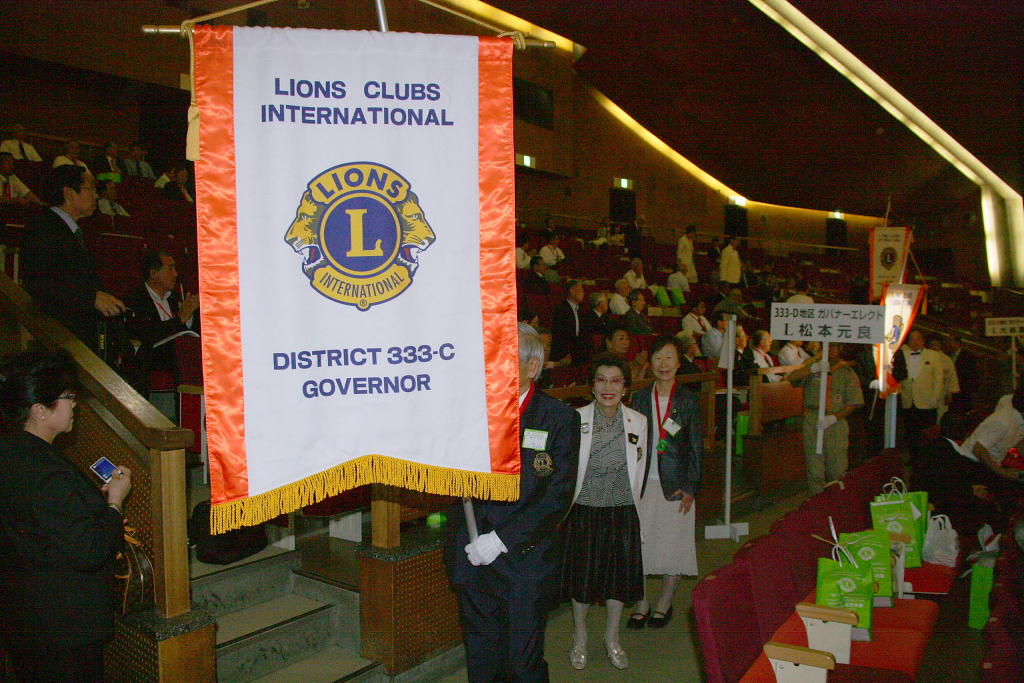 LIONS CLUBS
INTERNATIONAL
LIONS
L
INTERNATIONAL
®
DISTRICT 333-C
GOVERNOR
333-D地区 ガバナーエレクト
L 松本元良